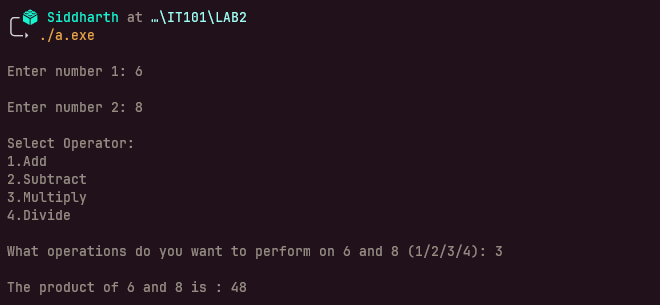 Siddharth at …\IT101\LAB2
./a.exe
Enter number 1: 6
Enter number 2: 8
Select Operator:
1.Add
2.Subtract
3.Multiply
4.Divide
What operations do you want to perform on 6 and 8 (1/2/3/4): 3
The product of 6 and 8 is : 48